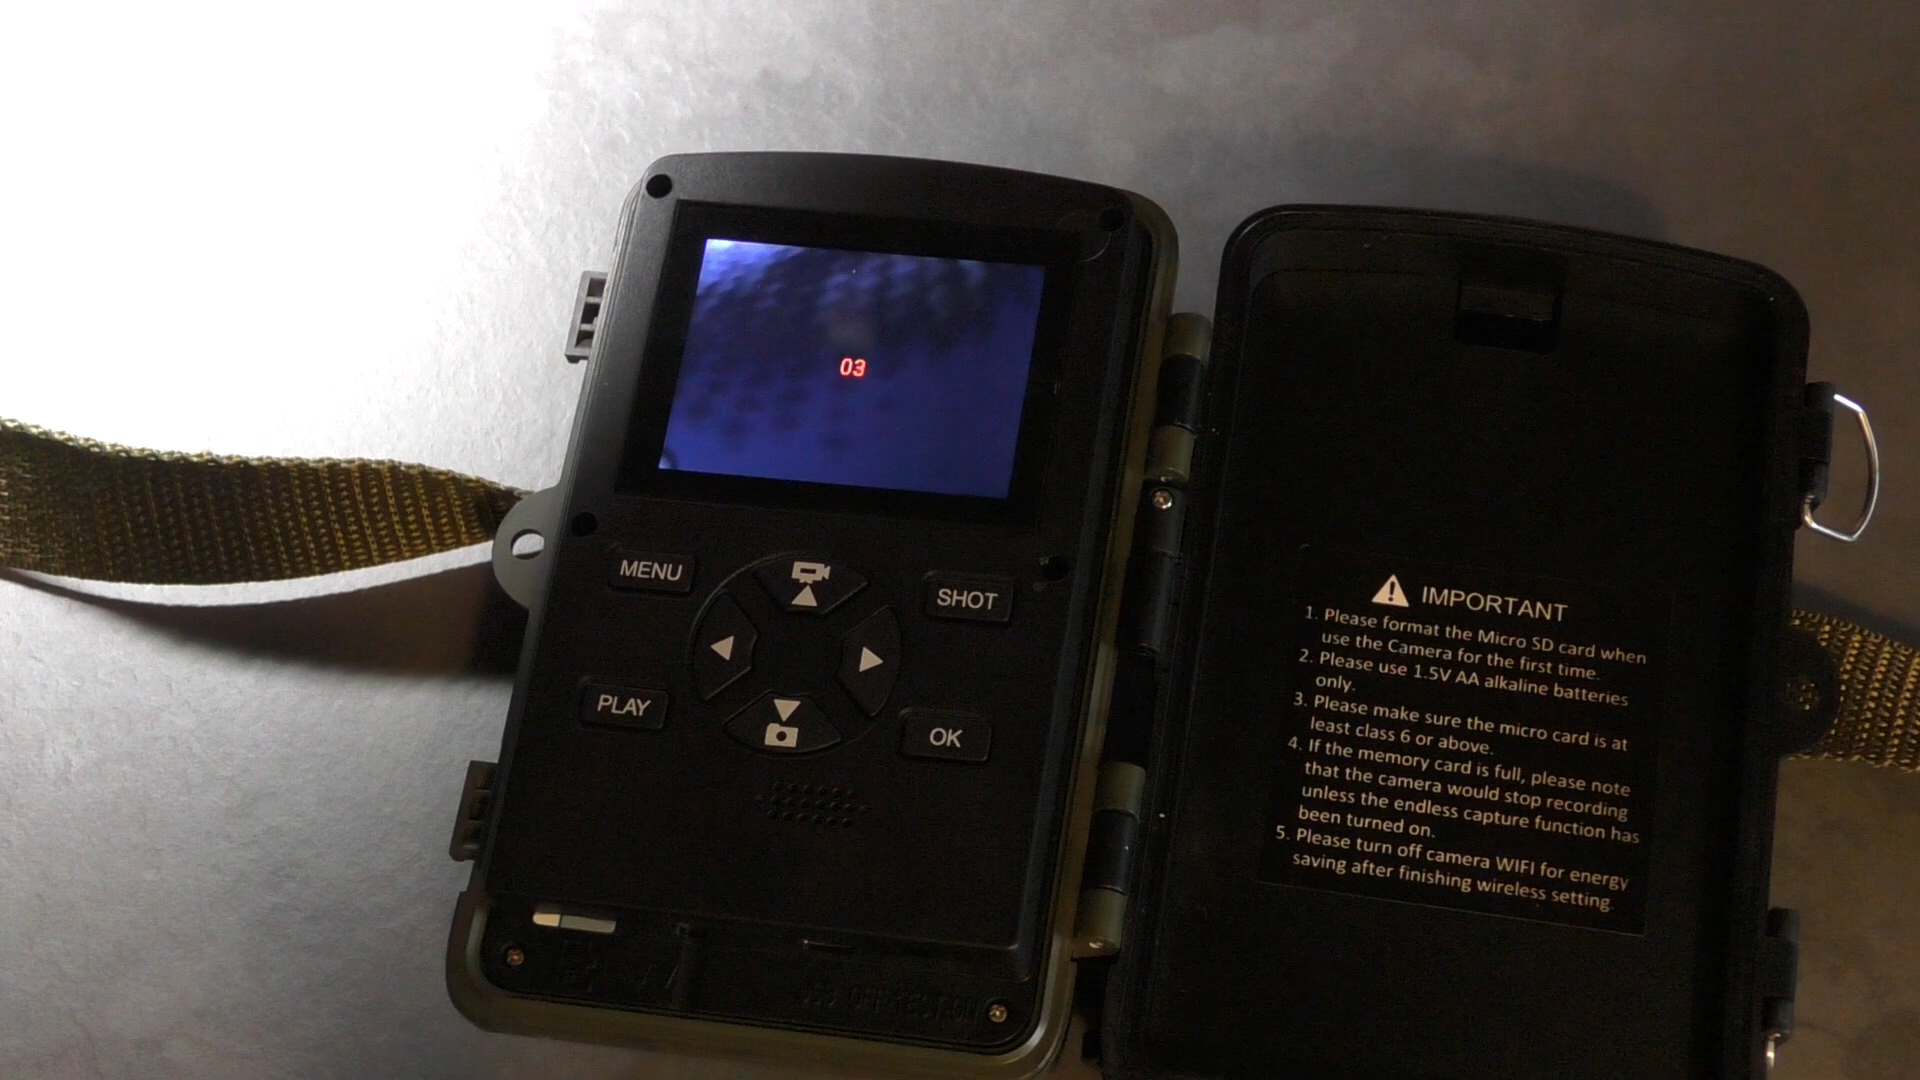 03
MENU
SHOT
PLAY
OK
IMPORTANT
1. Please format the Micro SD card when
use the Camera for the first time.
2. Please use 1.5V AA alkaline batteries
only.
3. Please make sure the micro card is at
least class 6 or above.
4. If the memory card is full, please note
that the camera would stop recording
unless the endless capture function has
been turned on.
5. Please turn off camera WIFI for energy
saving after finishing wireless setting.